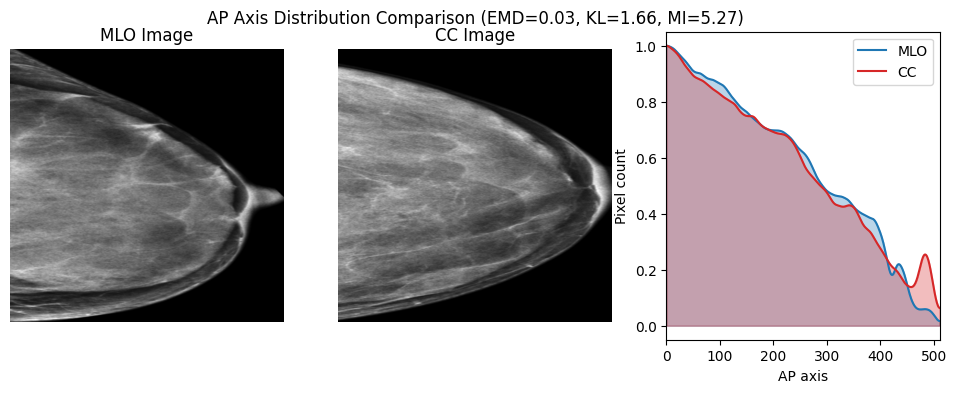 AP Axis Distribution Comparison (EMD=0.03, KL=1.66, MI=5.27)
MLO Image
CC Image
MLO
CC
Pixel count
1.0
0.8
0.6
0.4
0.2
0.0
0 100 200 300 400 500
AP axis